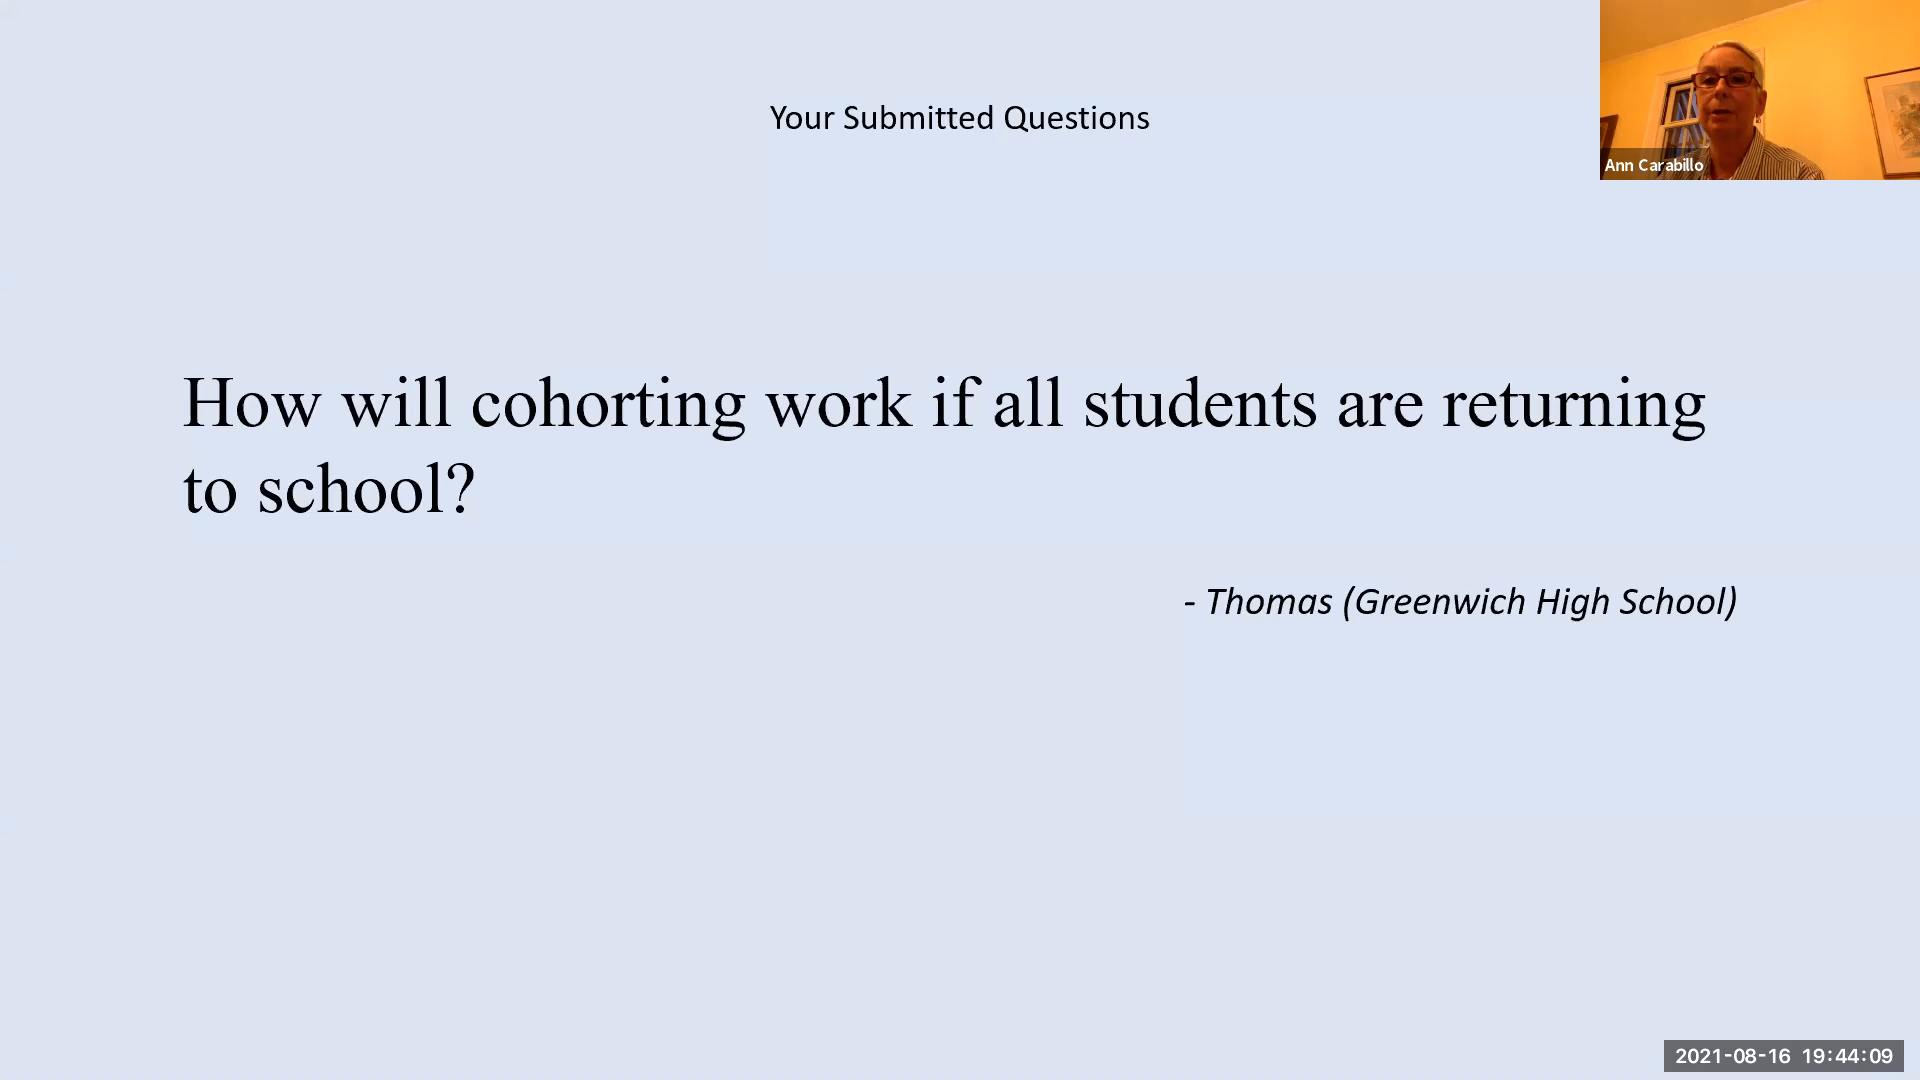 Your Submitted Questions
Ann Carabillo
How will cohorting work if all students are returning
to school?
- Thomas (Greenwich High School)
2021-08-16 19:44:09